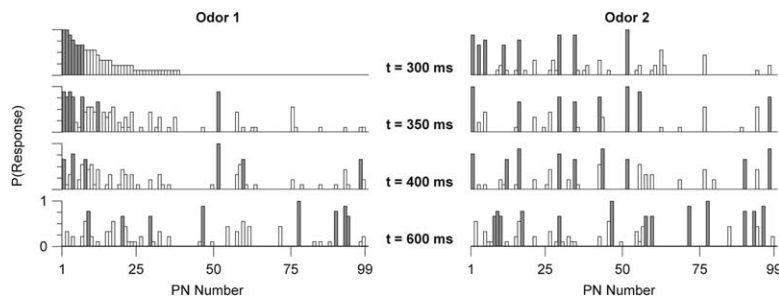 Odor 1
Odor 2
t = 300 ms
t = 350 ms
t = 400 ms
t = 600 ms
P(Response)
1
0
1 25 50 75 99
1 25 50 75 99
PN Number
PN Number